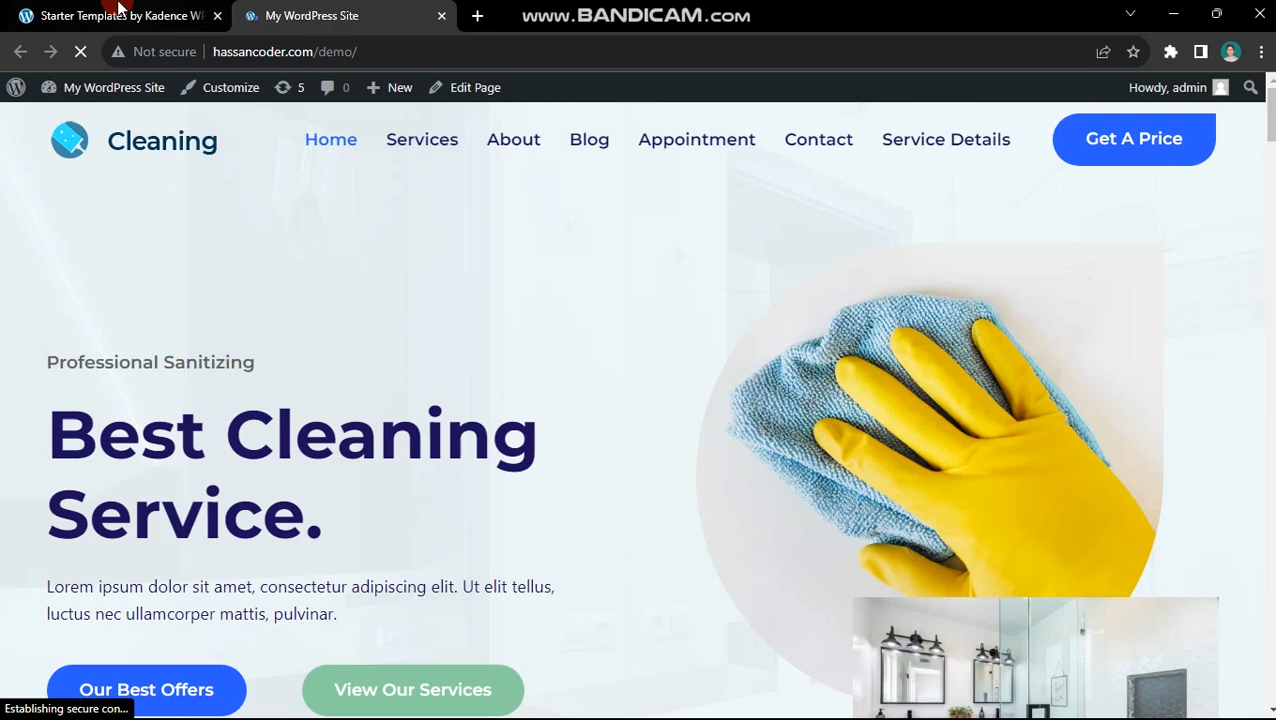 Starter Templates by Kadence WP
My WordPress Site
www.BANDICAM.com
Not secure
hassancoder.com/demo/
My WordPress Site
Customize
5
0
New
Edit Page
Howdy, admin
Cleaning
Home
Services
About
Blog
Appointment
Contact
Service Details
Get A Price
Professional Sanitizing
Best Cleaning
Service.
Lorem ipsum dolor sit amet, consectetur adipiscing elit. Ut elit tellus,
luctus nec ullamcorper mattis, pulvinar.
Our Best Offers
View Our Services
Establishing secure con...